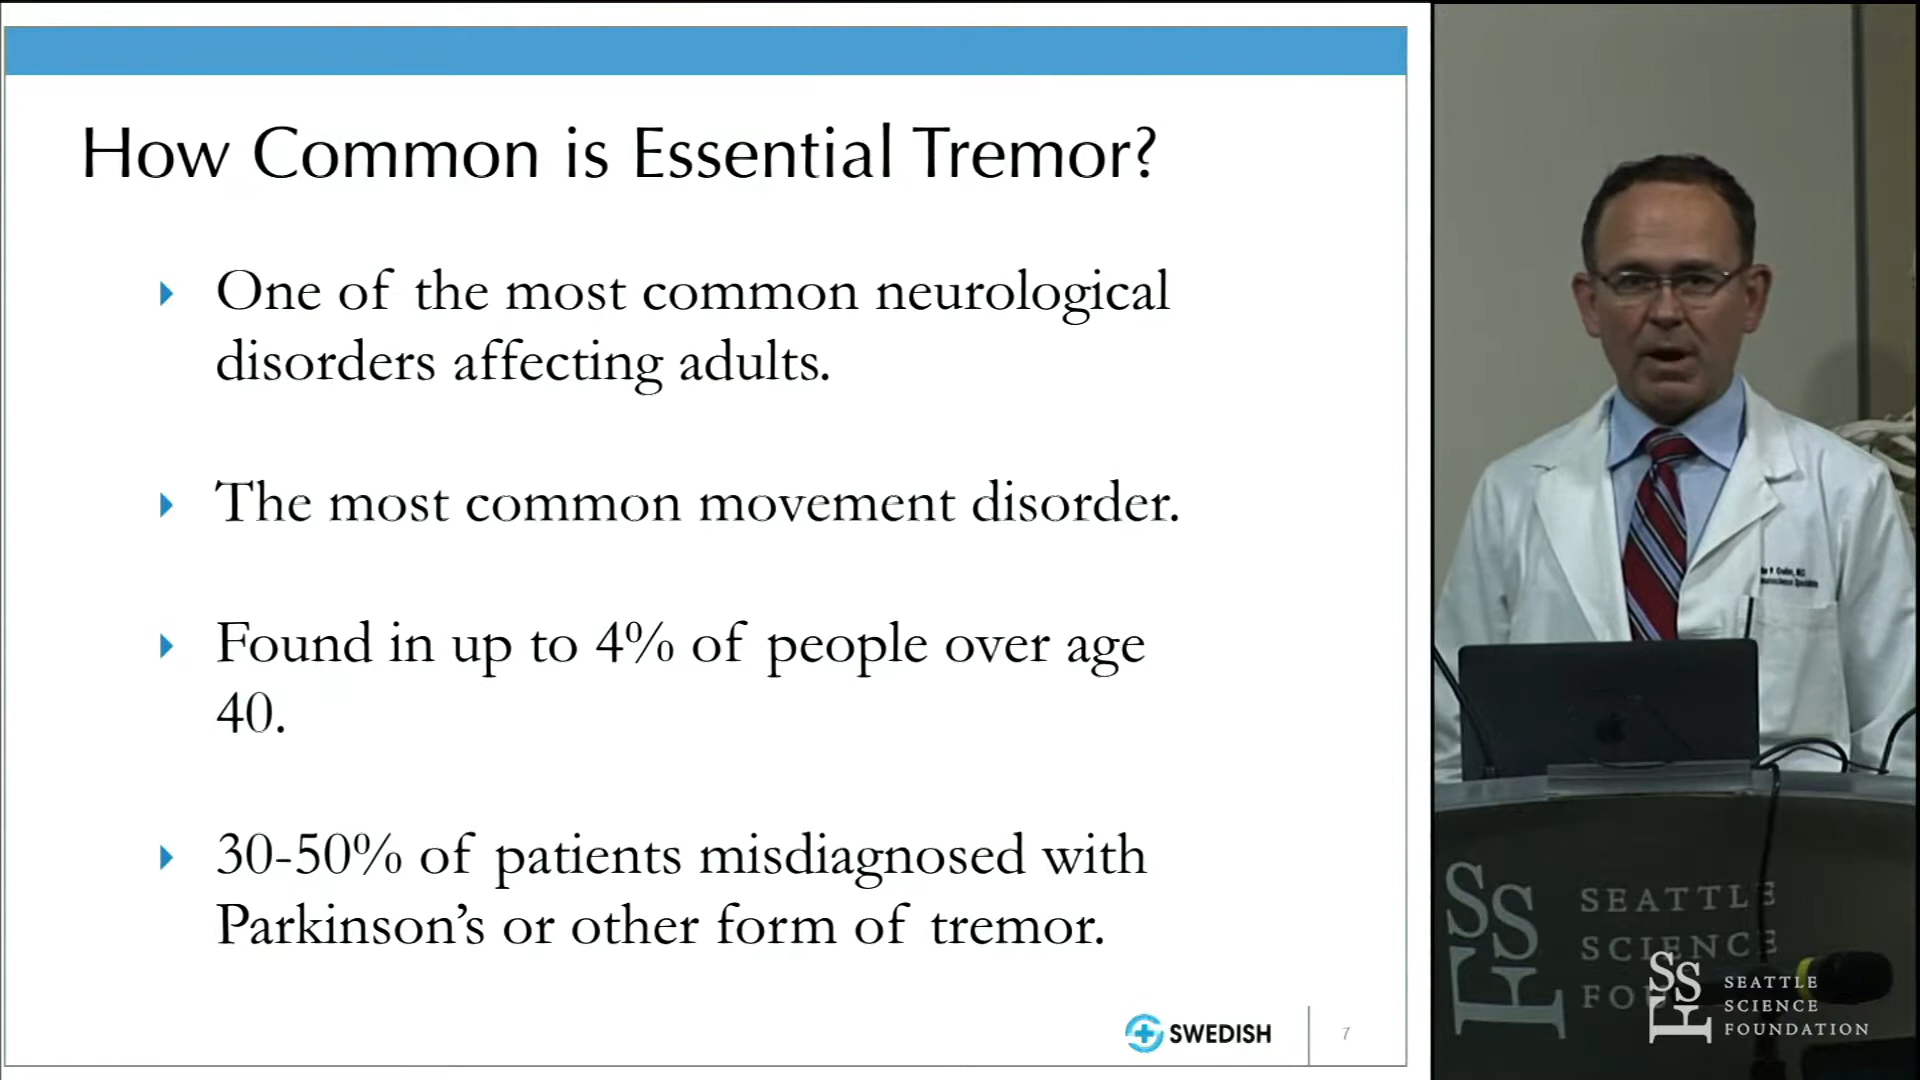 How Common is Essential Tremor?
One of the most common neurological
disorders affecting adults.
The most common movement disorder.
Found in up to 4% of people over age
40.
30-50% of patients misdiagnosed with
Parkinson’s or other form of tremor.
SWEDISH
7
SEATTLE
SCIENCE
SEATTLE
SCIENCE
FOUNDATION